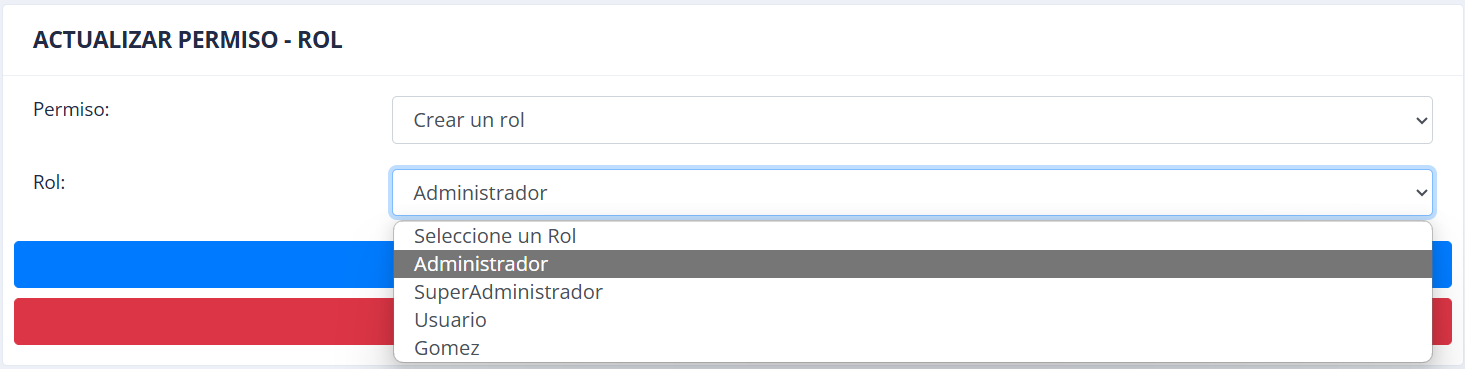 ACTUALIZAR PERMISO - ROL
Permiso:
Crear un rol
Rol:
Administrador
Seleccione un Rol
Administrador
SuperAdministrador
Usuario
Gomez